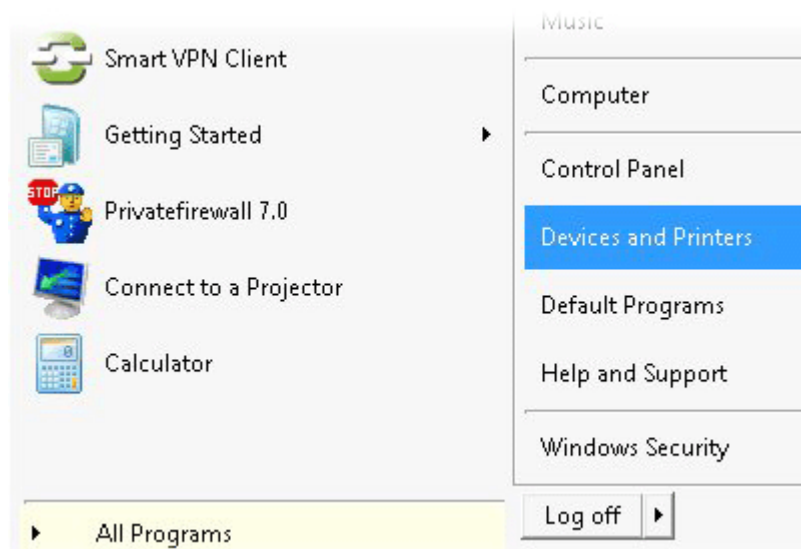 Smart VPN Client
Getting Started
STOP
Privatefirewall 7.0
Connect to a Projector
Calculator
All Programs
Music
Computer
Control Panel
Devices and Printers
Default Programs
Help and Support
Windows Security
Log off